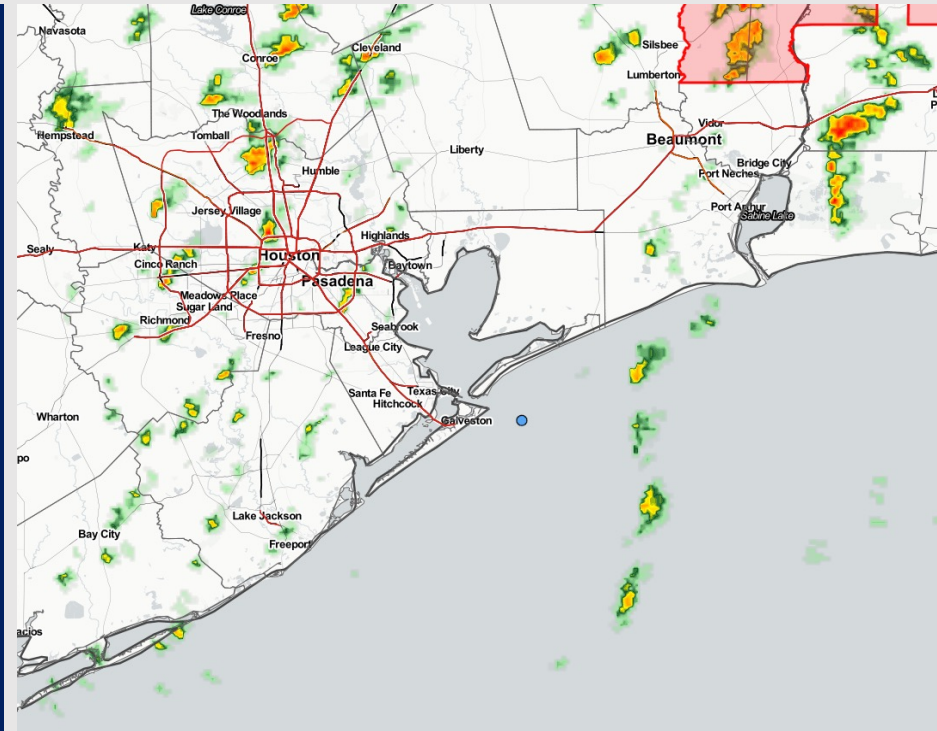 Lake Conroe
Navasota
Conroe
Cleveland
Silsbee
Lumberton
The Woodlands
Hempstead
Tomball
Vidor
Beaumont
Liberty
Humble
Bridge City
Port Neches
Jersey Village
Port Arthur
Sabine Lake
Highlands
Sealy
Katy
Houston
Cinco Ranch
Baytown
Pasadena
Meadows Place
Sugar Land
Richmond
Fresno
Seabrook
League City
Santa Fe
Texas City
Hitchcock
Wharton
Galveston
po
Lake Jackson
Bay City
Freeport
acios